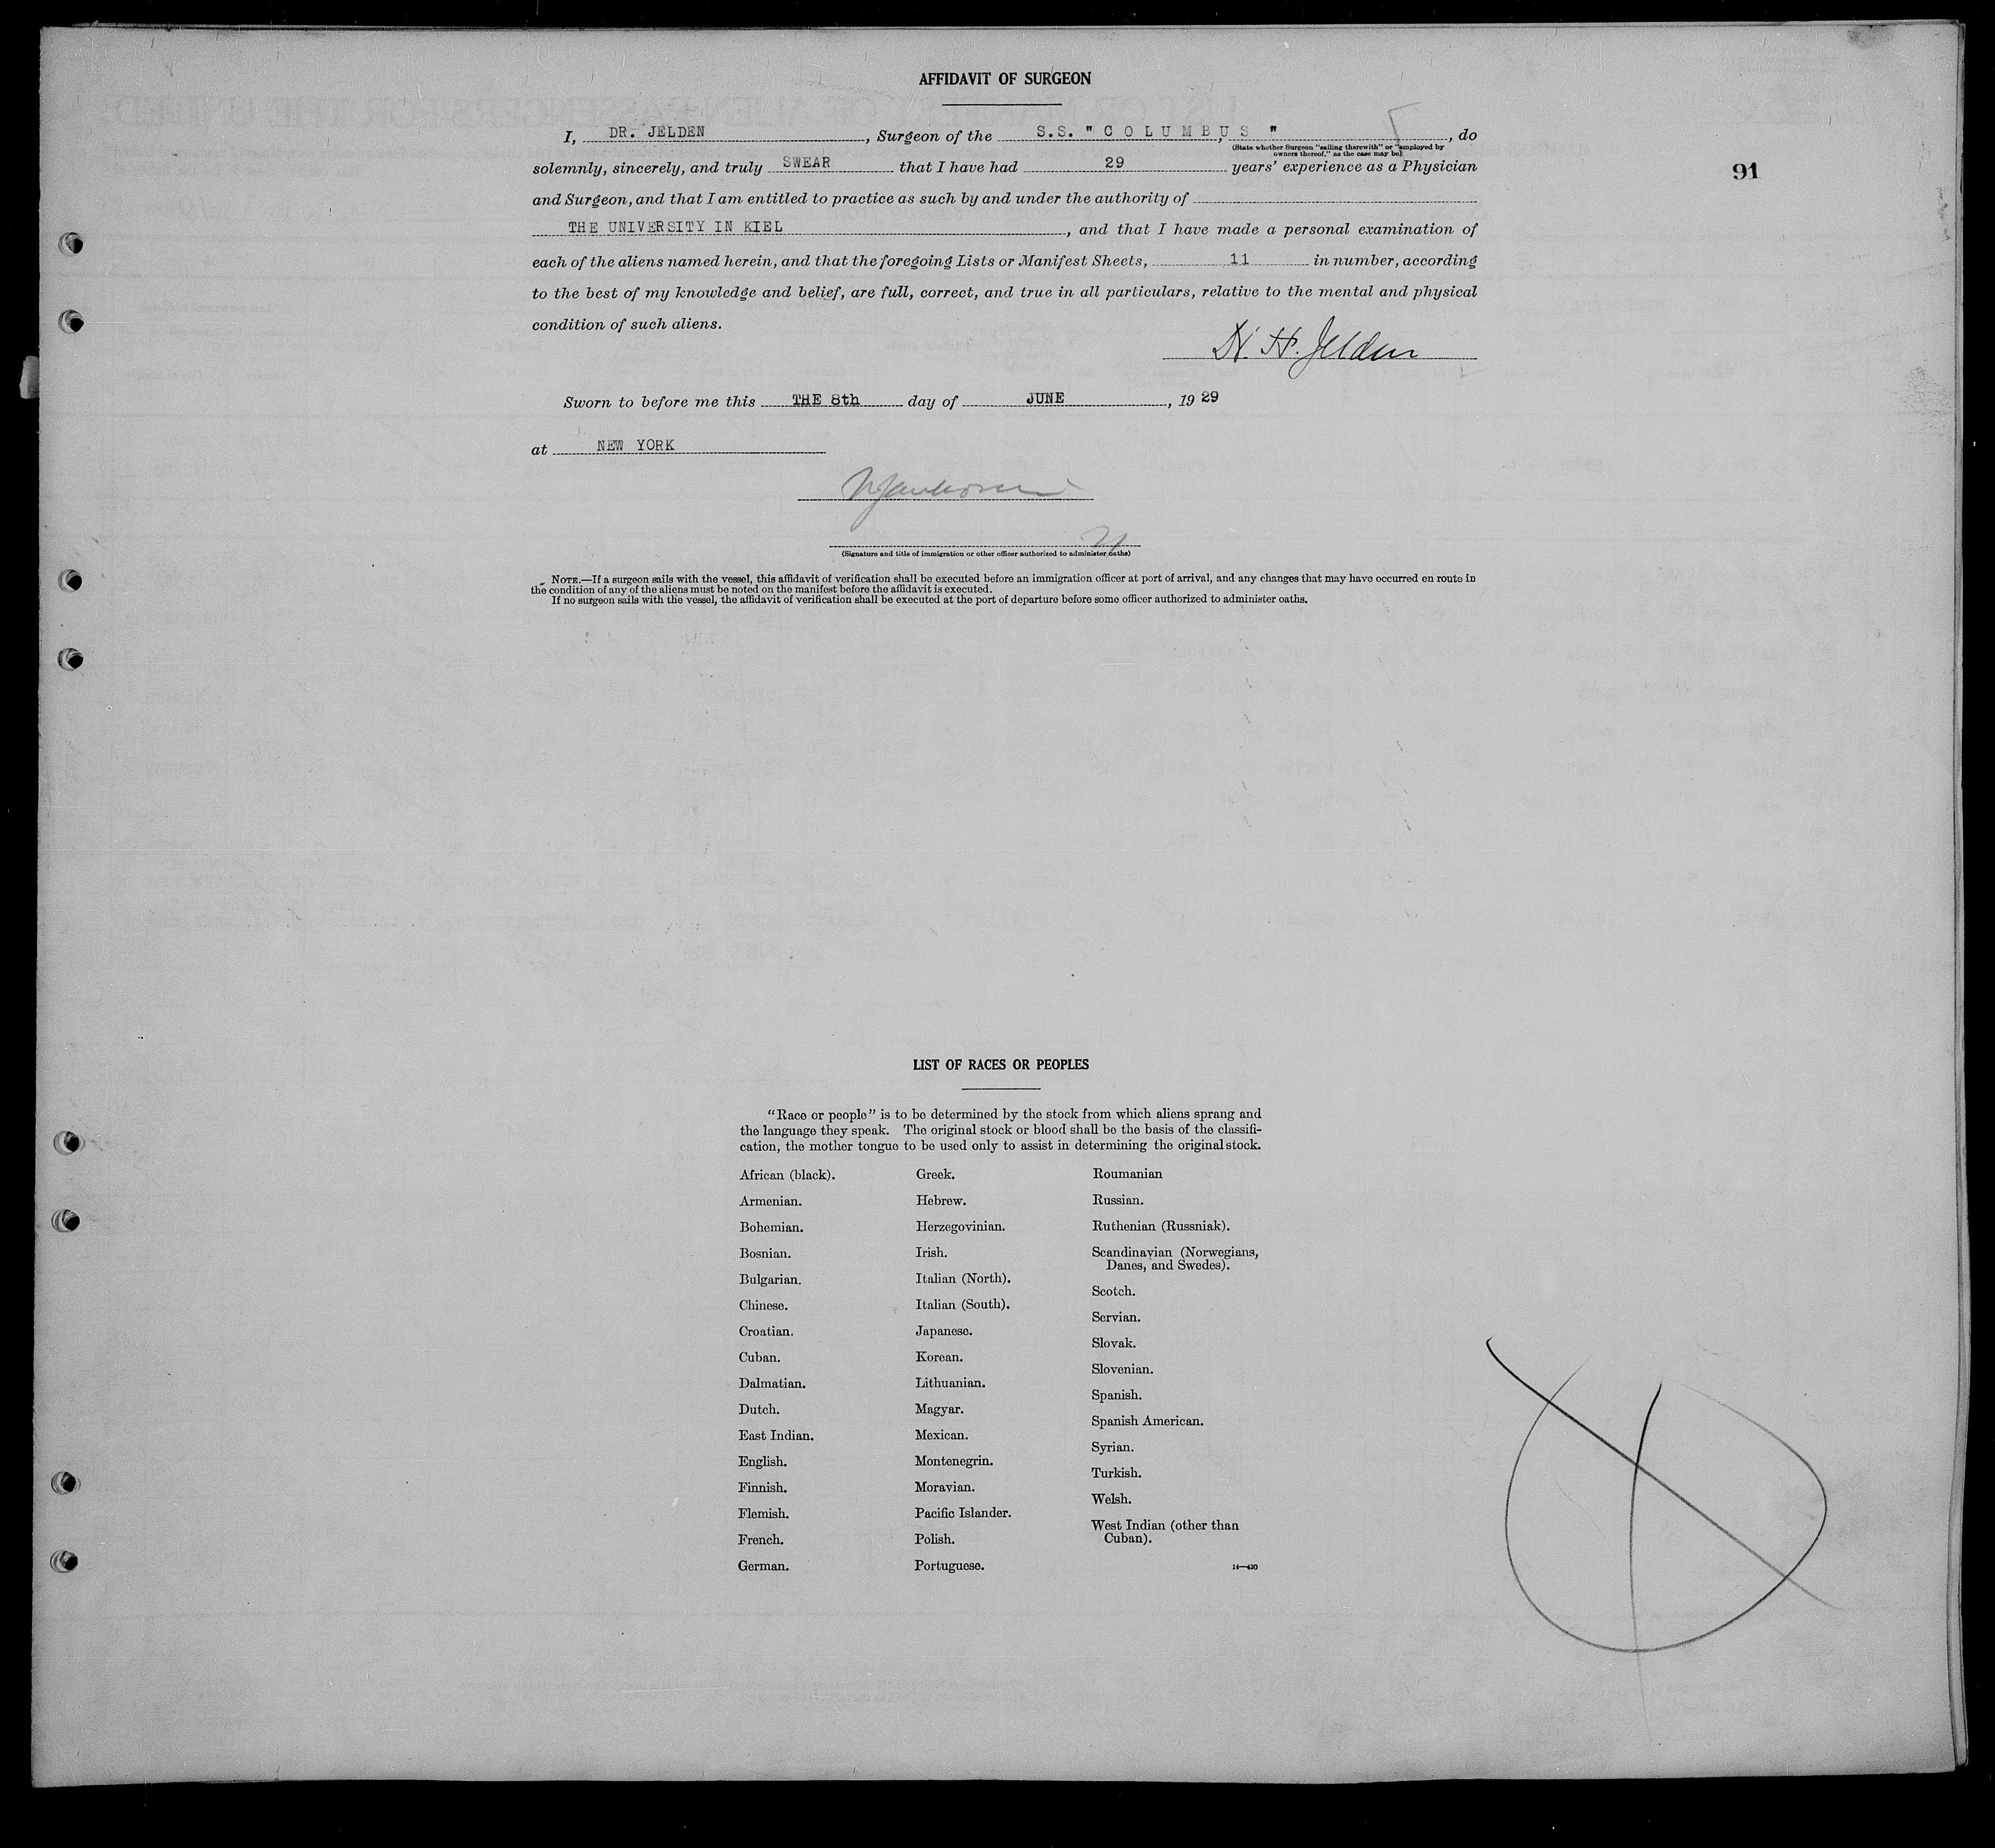 AFFIDAVIT OF SURGEON
I, DR. JELDEN, Surgeon of the S.S. "COLUMBUS", , do
(State whether Surgeon "sailing therewith" or "employed by
owners thereof," as the case may be)
solemnly, sincerely, and truly SWEAR that I have had 29 years' experience as a Physician
91
and Surgeon, and that I am entitled to practice as such by and under the authority of
THE UNIVERSITY IN KIEL, and that I have made a personal examination of
each of the aliens named herein, and that the foregoing Lists or Manifest Sheets, 11 in number, according
to the best of my knowledge and belief, are full, correct, and true in all particulars, relative to the mental and physical
condition of such aliens.
H. Jelden
Sworn to before me this THE 8th day of JUNE, 1929
at NEW YORK
(Signature and title of immigration or other officer authorized to administer oaths)
NOTE.—If a surgeon sails with the vessel, this affidavit of verification shall be executed before an immigration officer at port of arrival, and any changes that may have occurred en route in
the condition of any of the aliens must be noted on the manifest before the affidavit is executed.
If no surgeon sails with the vessel, the affidavit of verification shall be executed at the port of departure before some officer authorized to administer oaths.
LIST OF RACES OR PEOPLES
"Race or people" is to be determined by the stock from which aliens sprang and
the language they speak. The original stock or blood shall be the basis of the classifi-
cation, the mother tongue to be used only to assist in determining the original stock.
African (black).
Armenian.
Bohemian.
Bosnian.
Bulgarian.
Chinese.
Croatian.
Cuban.
Dalmatian.
Dutch.
East Indian.
English.
Finnish.
Flemish.
French.
German.
Greek.
Hebrew.
Herzegovinian.
Irish.
Italian (North).
Italian (South).
Japanese.
Korean.
Lithuanian.
Magyar.
Mexican.
Montenegrin.
Moravian.
Pacific Islander.
Polish.
Portuguese.
Roumanian
Russian.
Ruthenian (Russniak).
Scandinavian (Norwegians,
Danes, and Swedes).
Scotch.
Servian.
Slovak.
Slovenian.
Spanish.
Spanish American.
Syrian.
Turkish.
Welsh.
West Indian (other than
Cuban).
14—430